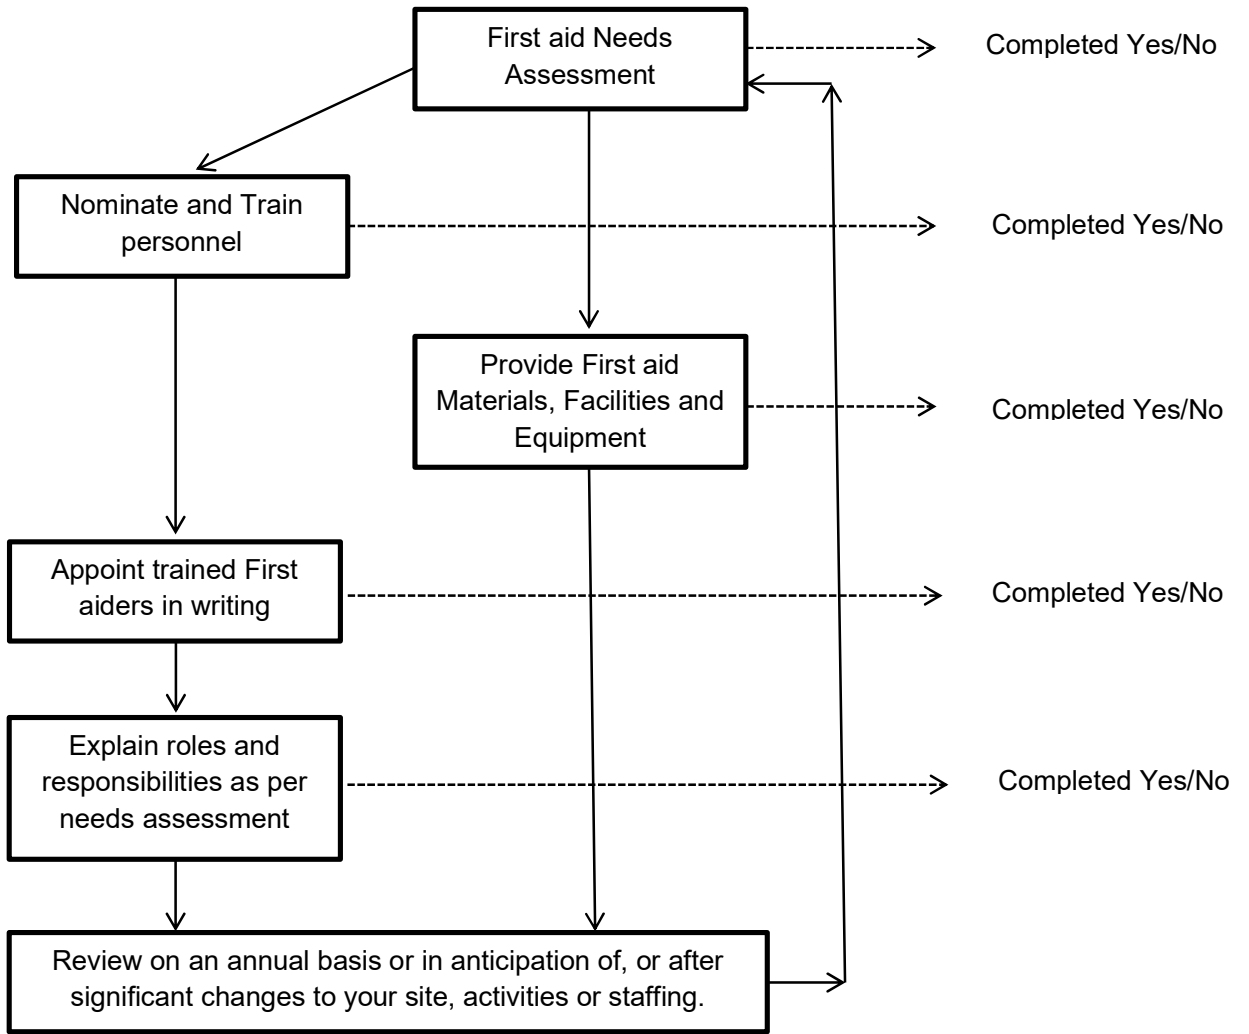 First aid Needs
Assessment
Completed Yes/No
Nominate and Train
personnel
Completed Yes/No
Provide First aid
Materials, Facilities and
Equipment
Completed Yes/No
Appoint trained First
aiders in writing
Completed Yes/No
Explain roles and
responsibilities as per
needs assessment
Completed Yes/No
Review on an annual basis or in anticipation of, or after
significant changes to your site, activities or staffing.